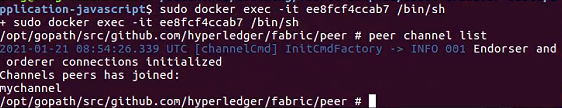 pplication-javascript$ sudo docker exec -it ee8fcf4ccab7 /bin/sh
+ sudo docker exec -it ee8fcf4ccab7 /bin/sh
/opt/gopath/src/github.com/hyperledger/fabric/peer # peer channel list
2021-01-21 08:54:26.339 UTC [channelCmd] InitCmdFactory -> INFO 001 Endorser and
orderer connections initialized
Channels peers has joined:
mychannel
/opt/gopath/src/github.com/hyperledger/fabric/peer #